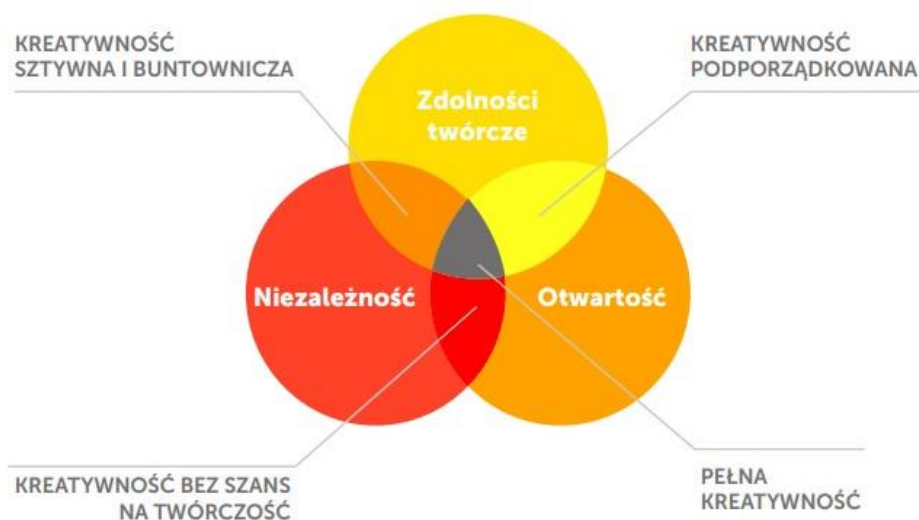 KREATYWNOŚĆ
SZTYWNA I BUNTOWNICZA
KREATYWNOŚĆ
PODPORZĄDKOWANA
Zdolności
twórcze
Niezależność
Otwartość
KREATYWNOŚĆ BEZ SZANS
NA TWÓRCZOŚĆ
PEŁNA
KREATYWNOŚĆ